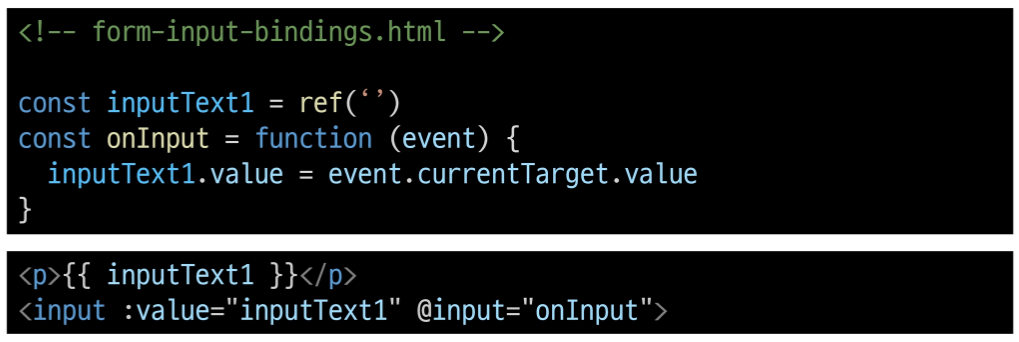 <!-- form-input-bindings.html -->
const inputText1 = ref(‘’)
const onInput = function (event) {
  inputText1.value = event.currentTarget.value
}
<p>{{ inputText1 }}</p>
<input :value="inputText1" @input="onInput">